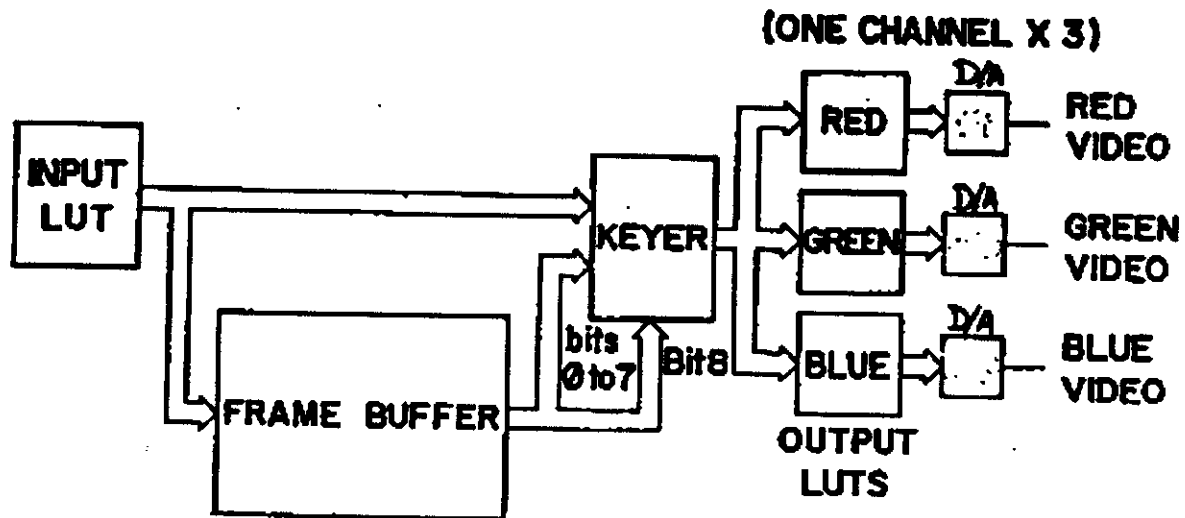 (ONE CHANNEL X 3)
INPUT
LUT
FRAME BUFFER
bits
0 to 7
Bit8
KEYER
RED
D/A
RED
VIDEO
GREEN
D/A
GREEN
VIDEO
BLUE
D/A
BLUE
VIDEO
OUTPUT
LUTS